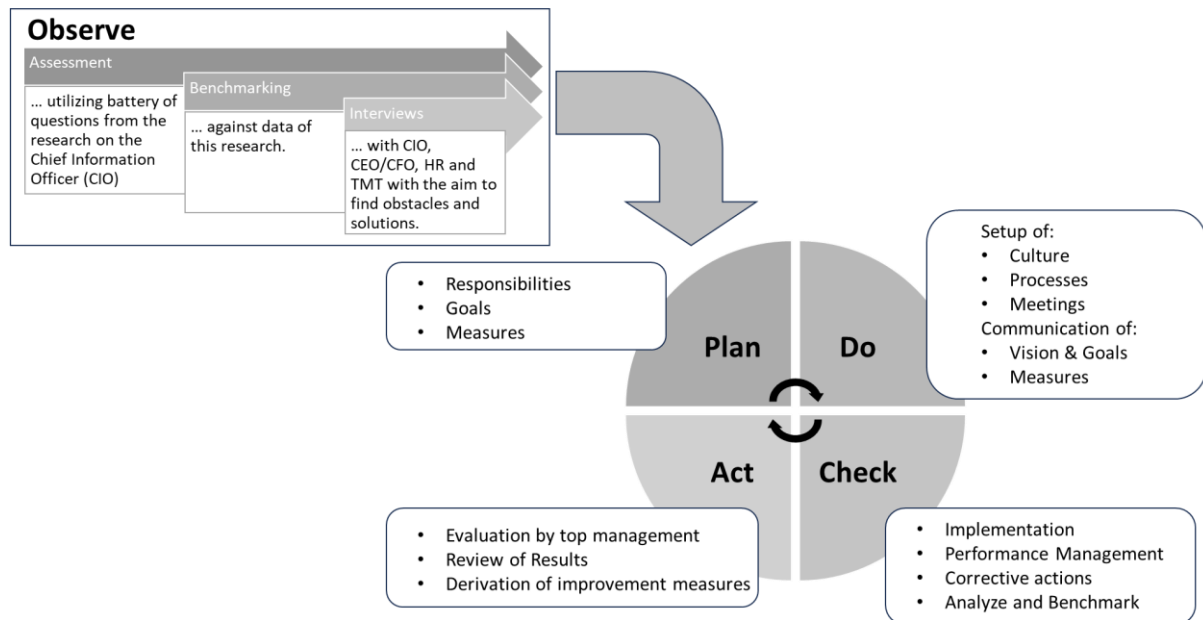 Observe
Assessment
... utilizing battery of
questions from the
research on the
Chief Information
Officer (CIO)
Benchmarking
... against data of
this research.
Interviews
... with CIO,
CEO/CFO, HR and
TMT with the aim to
find obstacles and
solutions.
• Responsibilities
• Goals
• Measures
Setup of:
• Culture
• Processes
• Meetings
Communication of:
• Vision & Goals
• Measures
Plan
Do
Act
Check
• Evaluation by top management
• Review of Results
• Derivation of improvement measures
• Implementation
• Performance Management
• Corrective actions
• Analyze and Benchmark